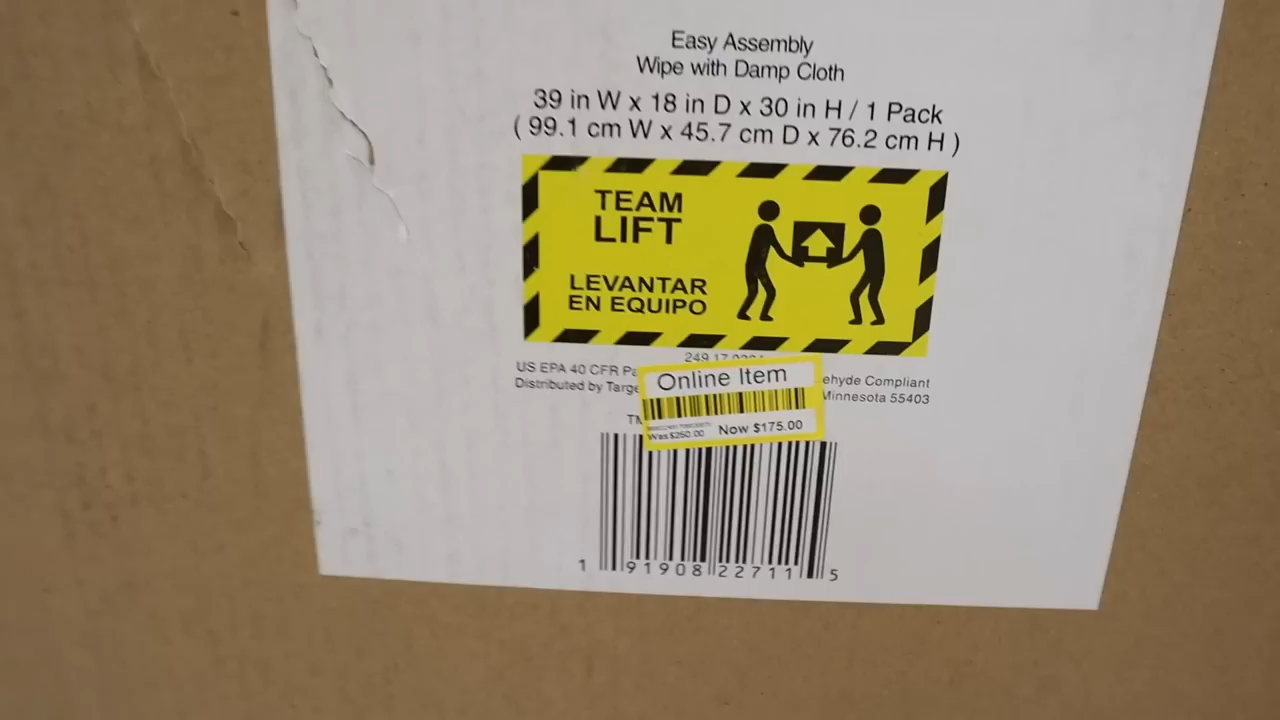 Easy Assembly
Wipe with Damp Cloth
39 in W x 18 in D x 30 in H / 1 Pack
( 99.1 cm W x 45.7 cm D x 76.2 cm H )
TEAM
LIFT
LEVANTAR
EN EQUIPO
249 17
US EPA 40 CFR ehyde Compliant
Distributed by Targe Minnesota 55403
Online Item
Was $250.00 Now $175.00
1 91908 22711 5